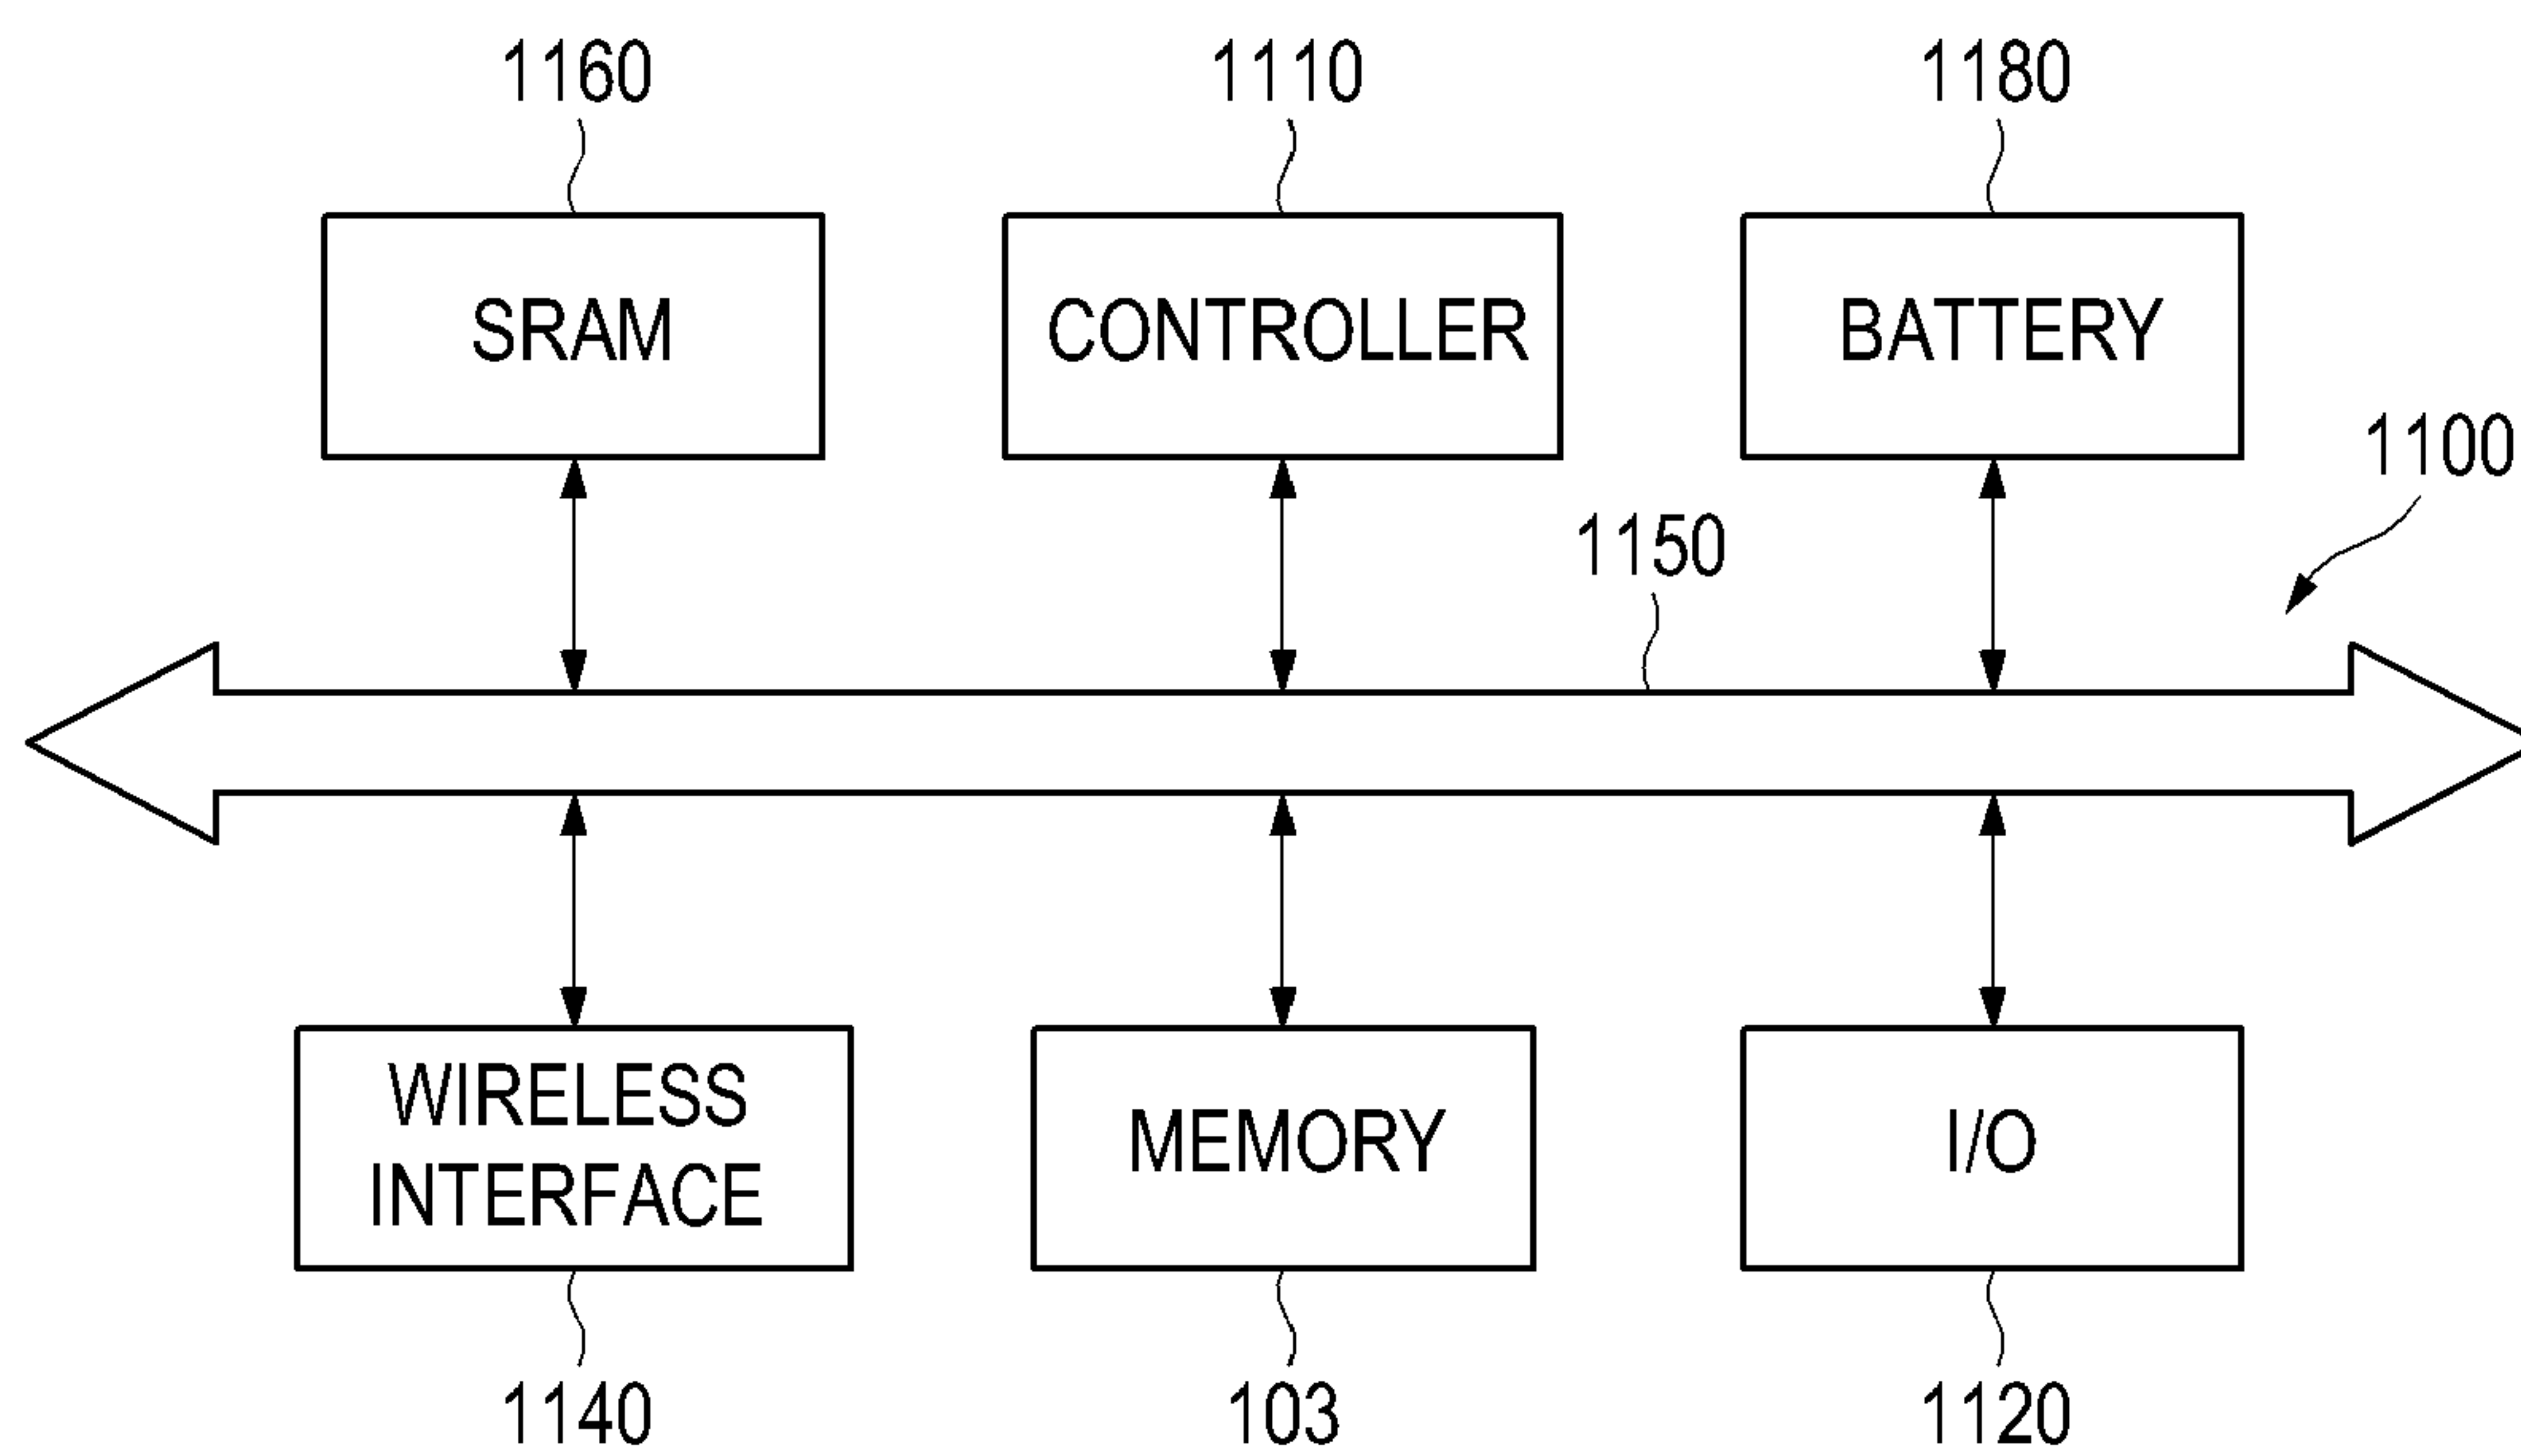 1160
1110
1180
SRAM
CONTROLLER
BATTERY
1100
1150
WIRELESS
INTERFACE
MEMORY
I/O
1140
103
1120